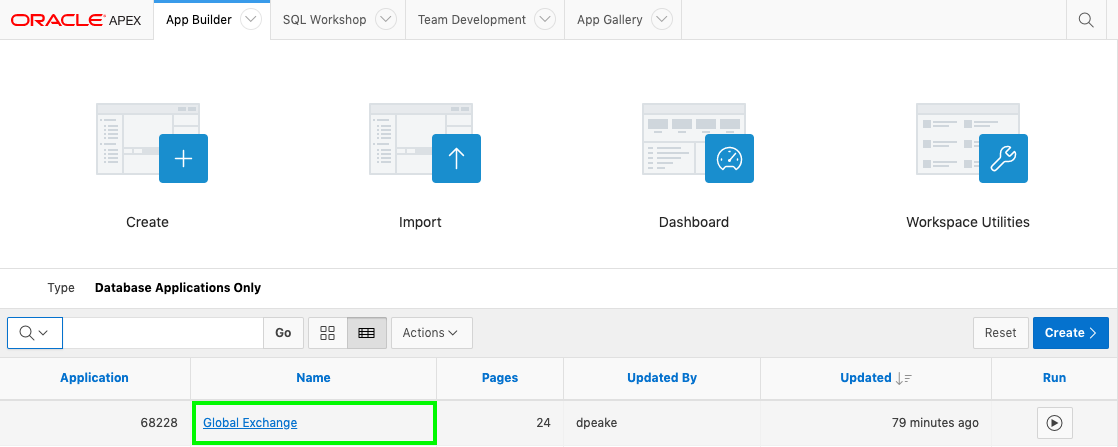 ORACLE APEX App Builder SQL Workshop Team Development App Gallery
Create Import Dashboard Workspace Utilities
Type Database Applications Only
Go Actions Reset Create
Application Name Pages Updated By Updated Run
68228 Global Exchange 24 dpeake 79 minutes ago